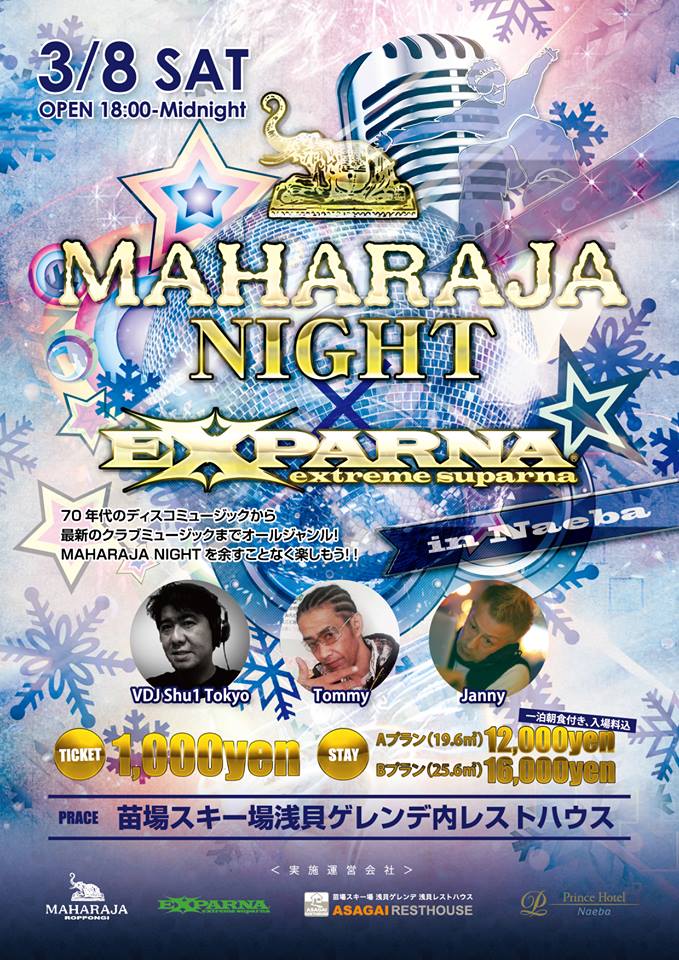 3/8 SAT
OPEN 18:00-Midnight
MAHARAJA
NIGHT
×
EXPARNA®
extreme suparna
in Naeba
70年代のディスコミュージックから
最新のクラブミュージックまでオールジャンル!
MAHARAJA NIGHTを余すことなく楽しもう!!
VDJ Shu1 Tokyo
Tommy
Janny
一泊朝食付き、入場料込
TICKET 1,000yen
STAY Aプラン(19.6㎡) 12,000yen
Bプラン(25.6㎡) 16,000yen
PRACE 苗場スキー場浅貝ゲレンデ内レストハウス
<実施運営会社>
MAHARAJA
ROPPONGI
EXPARNA
extreme suparna
苗場スキー場 浅貝ゲレンデ 浅貝レストハウス
ASAGAI RESTHOUSE
Prince Hotel
Naeba